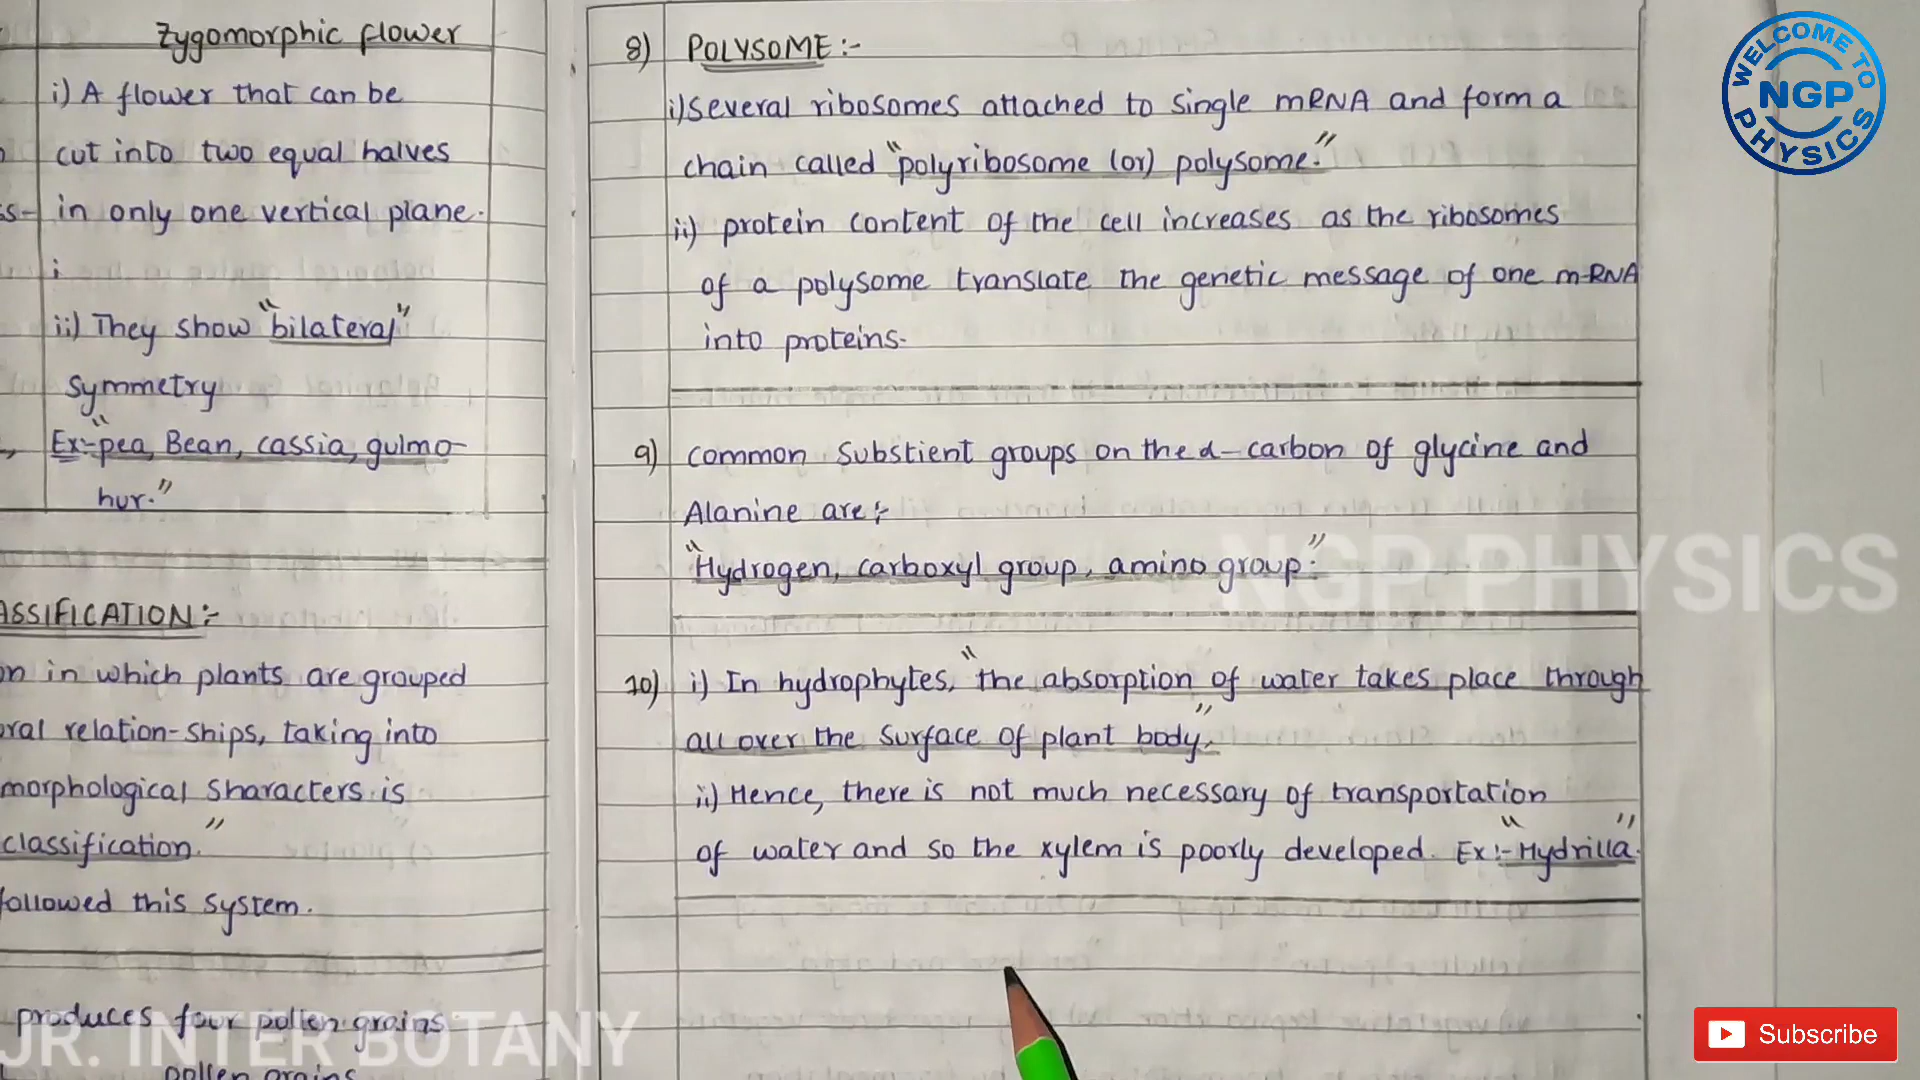 Zygomorphic flower
i) A flower that can be
cut into two equal halves
in only one vertical plane.
i
ii) They show "bilateral"
Symmetry
Ex:- "pea, Bean, cassia, gulmo-
hur."
ASSIFICATION:-
on in which plants are grouped
oral relation-ships, taking into
morphological Sharacters is
classification."
followed this system.
produces four pollen grains
pollen grains
8) POLYSOME:-
i) Several ribosomes attached to single mRNA and form a
chain called "polyribosome (or) polysome."
ii) protein content of the cell increases as the ribosomes
of a polysome translate the genetic message of one m-RNA
into proteins.
9) common Substient groups on the α- carbon of glycine and
Alanine are:-
"Hydrogen, carboxyl group, amino group."
10) i) In hydrophytes, "the absorption of water takes place through
all over the surface of plant body."
ii) Hence, there is not much necessary of transportation
of water and so the xylem is poorly developed. Ex:- "Hydrilla".
WELCOME TO
NGP
PHYSICS
NGP PHYSICS
JR. INTER BOTANY
Subscribe